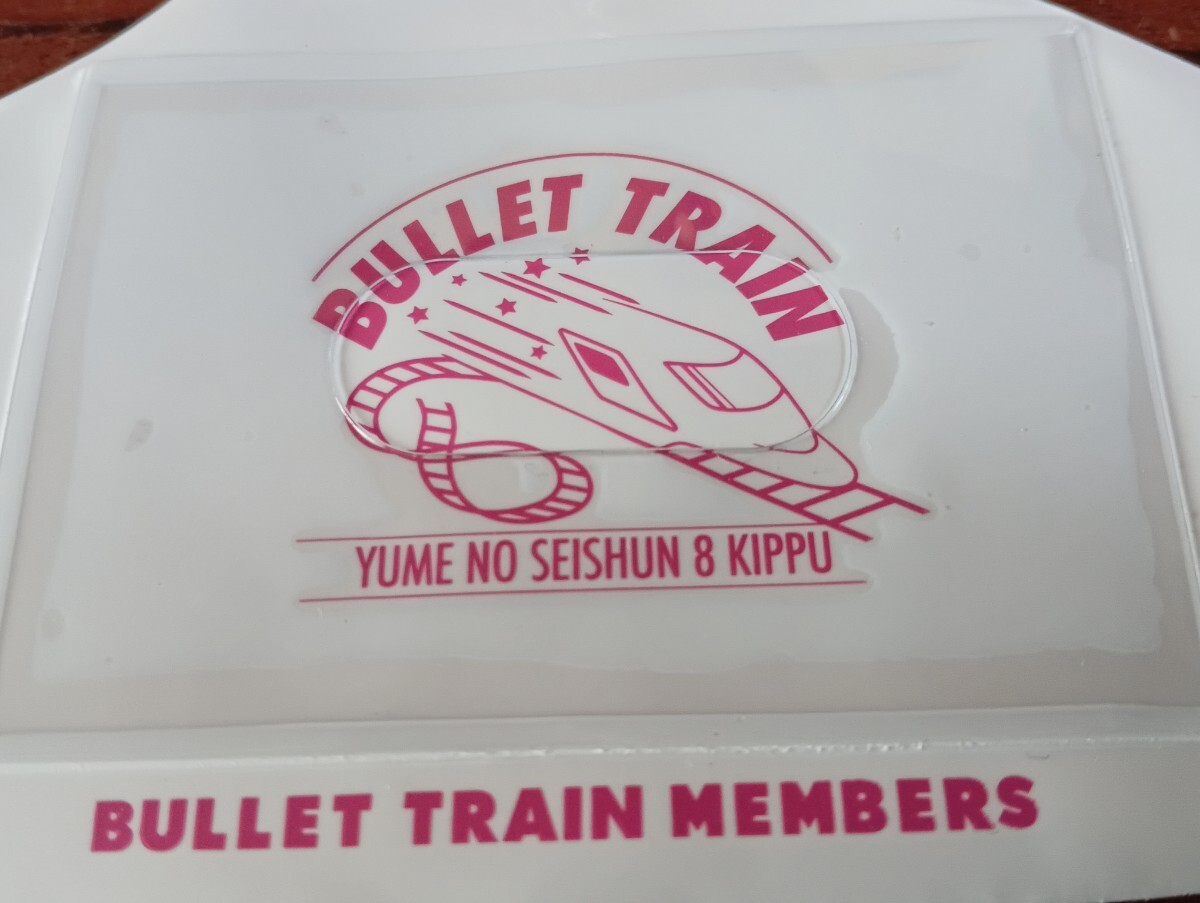 BULLET TRAIN
YUME NO SEISHUN 8 KIPPU
BULLET TRAIN MEMBERS